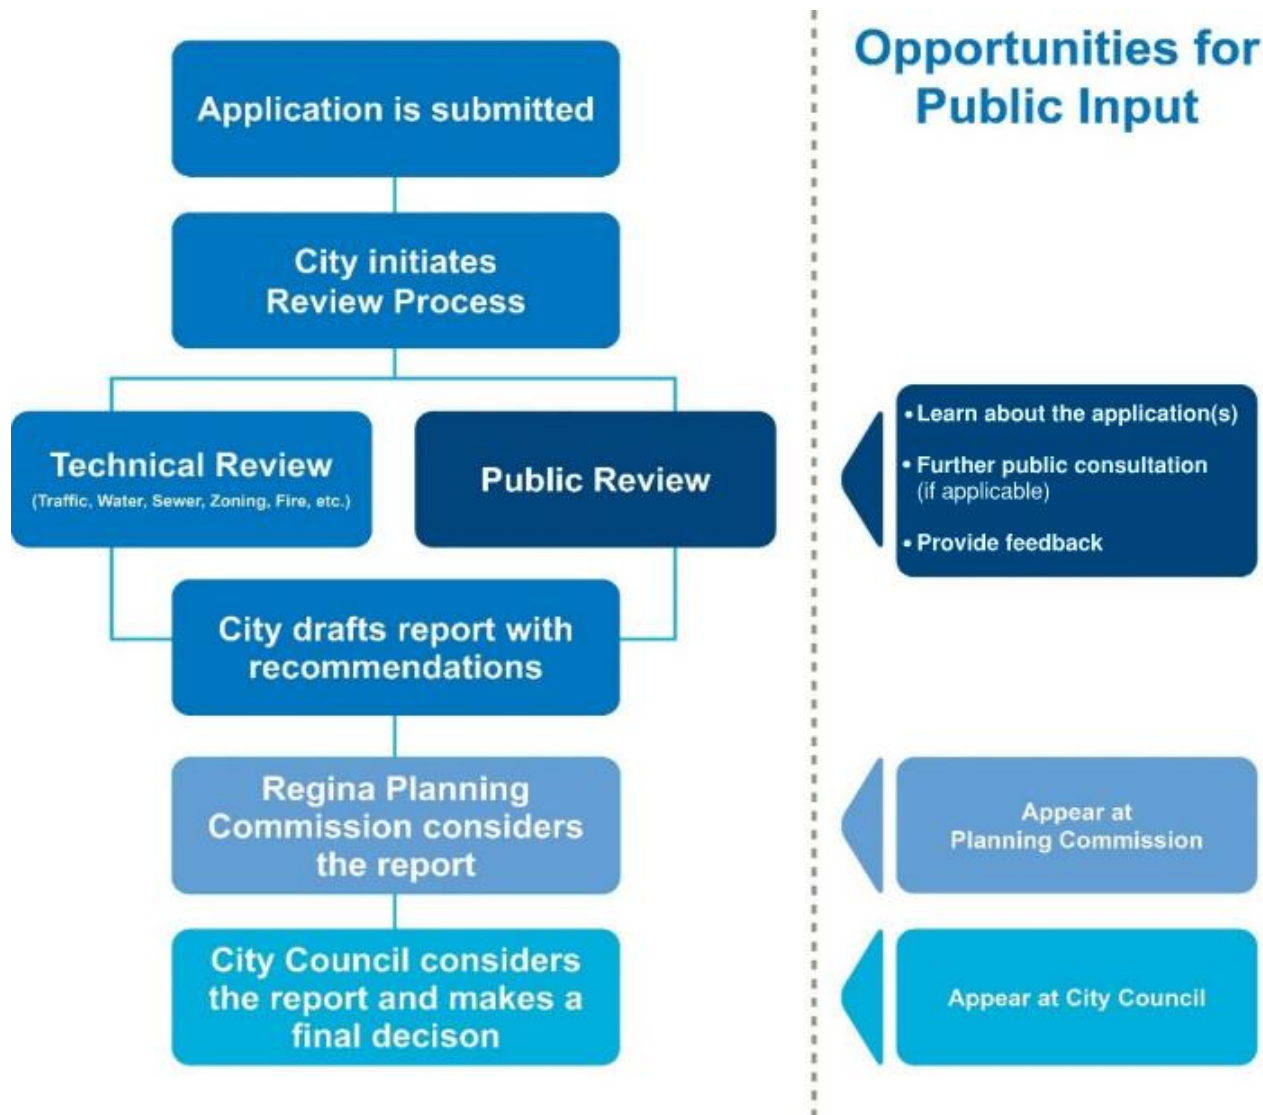 Opportunities for
Public Input
Application is submitted
City initiates
Review Process
Technical Review
(Traffic, Water, Sewer, Zoning, Fire, etc.)
Public Review
• Learn about the application(s)
• Further public consultation
(if applicable)
• Provide feedback
City drafts report with
recommendations
Regina Planning
Commission considers
the report
Appear at
Planning Commission
City Council considers
the report and makes a
final decison
Appear at City Council